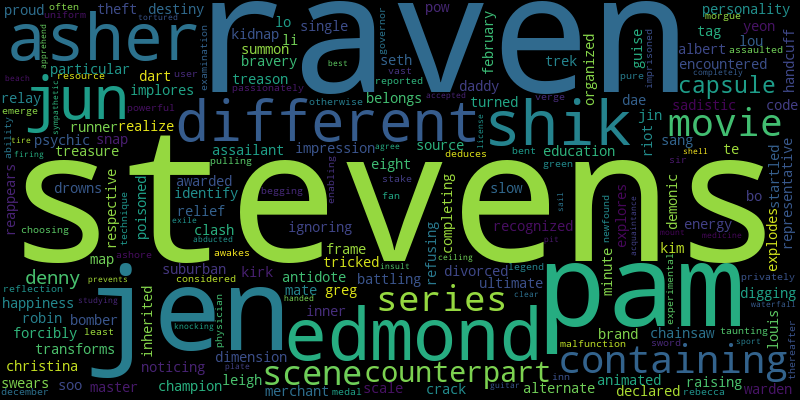 raven
stevens
jen
pam
asher
jun
different
shik
movie
edmond
series
containing
scene
counterpart
capsule
proud
often
theft
destiny
tortured
uniform
apprehend
particular
lo
single
pow
personality
governor
february
tag
yeon
kidnap
li
summon
seth
trek
guise
organized
albert
lou
morgue
assaulted
examination
best
vast
reported
daddy
bravery
treason
dart
implores
relay
resource
user
powerful
passionately
otherwise
accepted
verge
belongs
encountered
imprisoned
handcuff
sadistic
code
completely
beach
emerge
sympathetic
runner
realize
snap
psychic
treasure
ability
tire
firing
turned
source
dae
jin
riot
sang
te
shell
sir
pure
license
agree
deduces
bent
green
education
eight
impression
enabling
assailant
pulling
begging
stake
fan
slow
completing
recognized
explores
newfound
acquaintance
medicine
demonic
bo
startled
representative
reappears
drowns
respective
technique
poisoned
awarded
identify
relief
exile
abducted
choosing
map
ignoring
clash
frame
refusing
battling
divorced
legend
sail
pit
minute
kim
energy
explodes
privately
waterfall
denny
ashore
suburban
awakes
considered
kirk
antidote
tricked
ceiling
insult
mate
greg
ultimate
clear
inn
malfunction
experimental
digging
taunting
sword
sport
louis
reflection
prevents
studying
happiness
robin
bomber
inherited
handed
inner
brand
chainsaw
forcibly
least
knocking
physician
dimension
transforms
christina
noticing
plate
swears
soo
master
december
champion
leigh
merchant
medal
scale
crack
guitar
alternate
animated
declared
raising
rebecca
warden
thereafter